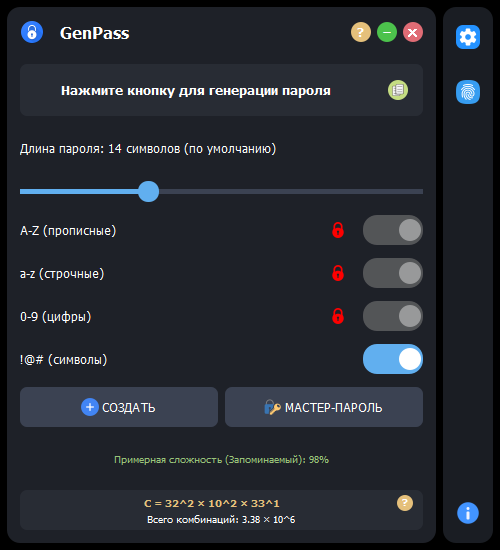 GenPass
?
Нажмите кнопку для генерации пароля
Длина пароля: 14 символов (по умолчанию)
A-Z (прописные)
a-z (строчные)
0-9 (цифры)
!@# (символы)
СОЗДАТЬ
МАСТЕР-ПАРОЛЬ
Примерная сложность (Запоминаемый): 98%
C = 32^2 × 10^2 × 33^1
?
Всего комбинаций: 3.38 × 10^6